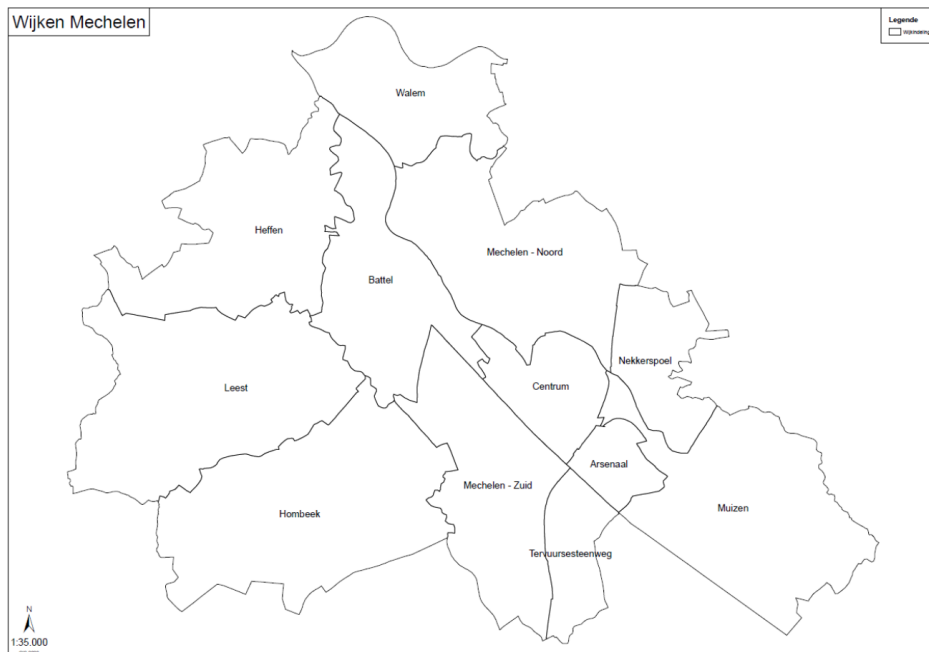 Wijken Mechelen
Legende
Wijkindeling
Walem
Heffen
Mechelen - Noord
Battel
Nekkerspoel
Leest
Centrum
Arsenaal
Mechelen - Zuid
Muizen
Hombeek
Tervuursesteenweg
N
1:35.000